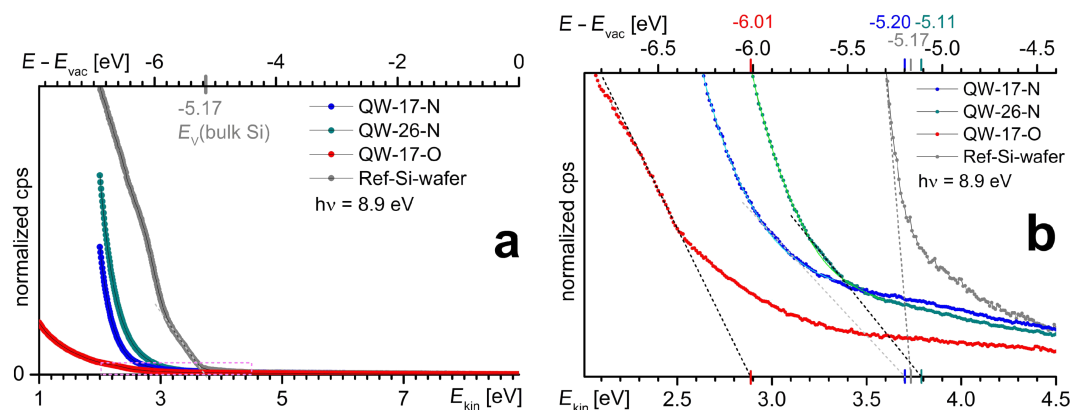 E – Evac [eV]
-6
-4
-2
0
-5.17
EV(bulk Si)
QW-17-N
QW-26-N
QW-17-O
Ref-Si-wafer
hν = 8.9 eV
a
normalized cps
0
1
3
5
7
Ekin [eV]
E – Evac [eV]
-6.01
-5.20
-5.11
-5.17
-6.5
-6.0
-5.5
-5.0
-4.5
QW-17-N
QW-26-N
QW-17-O
Ref-Si-wafer
hν = 8.9 eV
b
normalized cps
Ekin [eV]
2.5
3.0
3.5
4.0
4.5